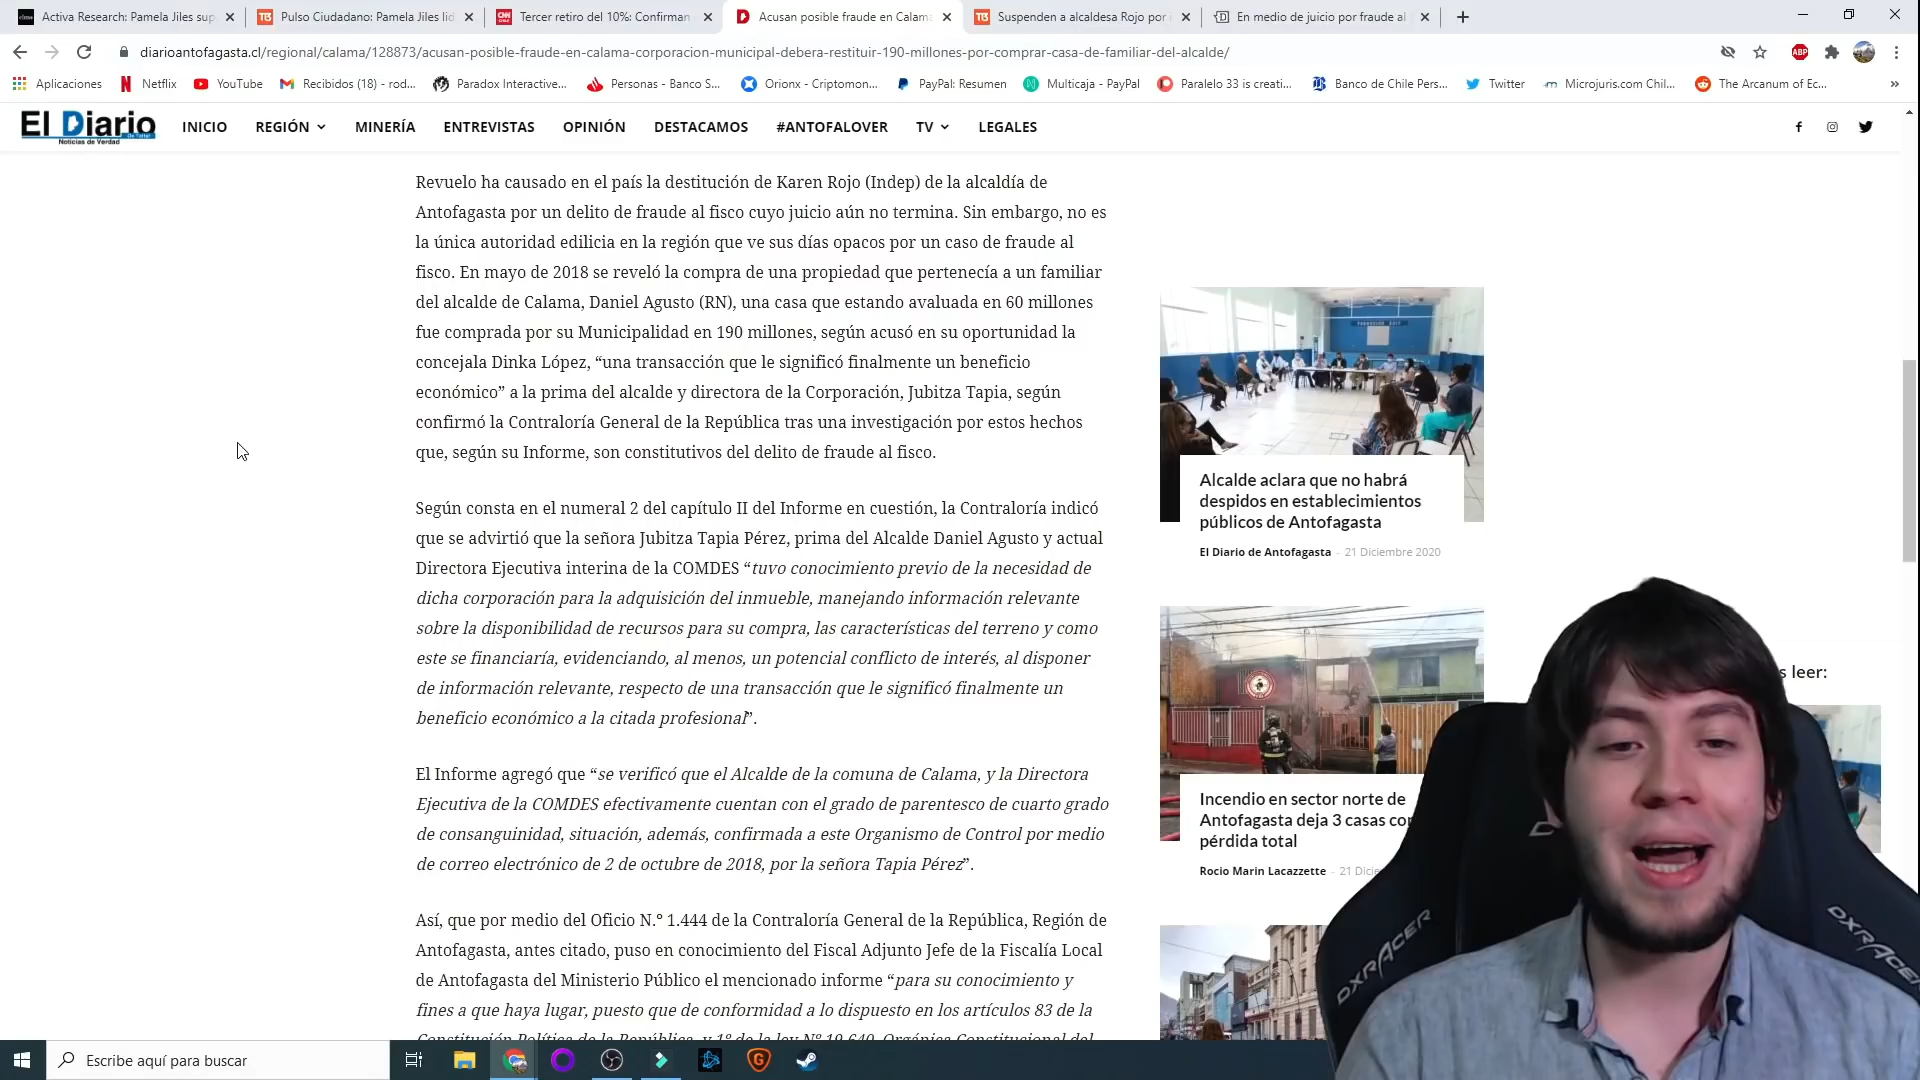 Activa Research: Pamela Jiles sup
Pulso Ciudadano: Pamela Jiles lid
Tercer retiro del 10%: Confirman
Acusan posible fraude en Calama
Suspenden a alcaldesa Rojo por
En medio de juicio por fraude al
diarioantofagasta.cl/regional/calama/128873/acusan-posible-fraude-en-calama-corporacion-municipal-debera-restituir-190-millones-por-comprar-casa-de-familiar-del-alcalde/
ABP
Aplicaciones
Netflix
YouTube
Recibidos (18) - rod...
Paradox Interactive...
Personas - Banco S...
Orionx - Criptomon...
PayPal: Resumen
Multicaja - PayPal
Paralelo 33 is creati...
Banco de Chile Pers...
Twitter
Microjuris.com Chil...
The Arcanum of Ec...
El Diario
Noticias de Verdad
INICIO
REGIÓN
MINERÍA
ENTREVISTAS
OPINIÓN
DESTACAMOS
#ANTOFALOVER
TV
LEGALES
Revuelo ha causado en el país la destitución de Karen Rojo (Indep) de la alcaldía de
Antofagasta por un delito de fraude al fisco cuyo juicio aún no termina. Sin embargo, no es
la única autoridad edilicia en la región que ve sus días opacos por un caso de fraude al
fisco. En mayo de 2018 se reveló la compra de una propiedad que pertenecía a un familiar
del alcalde de Calama, Daniel Agusto (RN), una casa que estando avaluada en 60 millones
fue comprada por su Municipalidad en 190 millones, según acusó en su oportunidad la
concejala Dinka López, “una transacción que le significó finalmente un beneficio
económico” a la prima del alcalde y directora de la Corporación, Jubitza Tapia, según
confirmó la Contraloría General de la República tras una investigación por estos hechos
que, según su Informe, son constitutivos del delito de fraude al fisco.
Según consta en el numeral 2 del capítulo II del Informe en cuestión, la Contraloría indicó
que se advirtió que la señora Jubitza Tapia Pérez, prima del Alcalde Daniel Agusto y actual
Directora Ejecutiva interina de la COMDES “tuvo conocimiento previo de la necesidad de
dicha corporación para la adquisición del inmueble, manejando información relevante
sobre la disponibilidad de recursos para su compra, las características del terreno y como
este se financiaría, evidenciando, al menos, un potencial conflicto de interés, al disponer
de información relevante, respecto de una transacción que le significó finalmente un
beneficio económico a la citada profesional”.
El Informe agregó que “se verificó que el Alcalde de la comuna de Calama, y la Directora
Ejecutiva de la COMDES efectivamente cuentan con el grado de parentesco de cuarto grado
de consanguinidad, situación, además, confirmada a este Organismo de Control por medio
de correo electrónico de 2 de octubre de 2018, por la señora Tapia Pérez”.
Así, que por medio del Oficio N.º 1.444 de la Contraloría General de la República, Región de
Antofagasta, antes citado, puso en conocimiento del Fiscal Adjunto Jefe de la Fiscalía Local
de Antofagasta del Ministerio Público el mencionado informe “para su conocimiento y
fines a que haya lugar, puesto que de conformidad a lo dispuesto en los artículos 83 de la
Constitución Política de la República, y 1º de la ley Nº 19.640, Orgánica Constitucional del
Alcalde aclara que no habrá
despidos en establecimientos
públicos de Antofagasta
El Diario de Antofagasta - 21 Diciembre 2020
Incendio en sector norte de
Antofagasta deja 3 casas con
pérdida total
Rocio Marin Lacazzette - 21 Dicie
s leer:
DXRACER
DXRACER
Escribe aquí para buscar